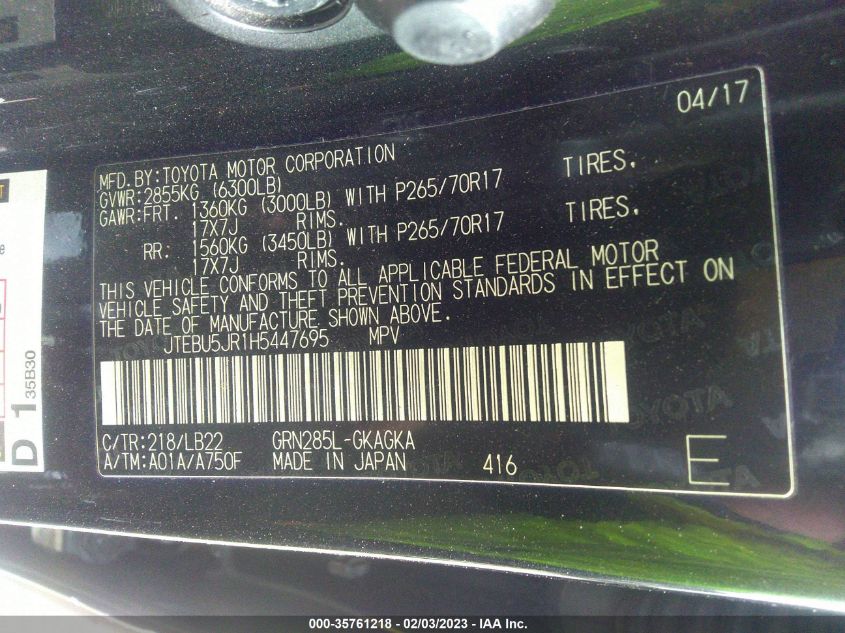 04/17
MFD.BY:TOYOTA MOTOR CORPORATION
GVWR:2855KG (6300LB)
GAWR:FRT. 1360KG (3000LB) WITH P265/70R17 TIRES,
17X7J RIMS.
RR: 1560KG (3450LB) WITH P265/70R17 TIRES,
17X7J RIMS.
THIS VEHICLE CONFORMS TO ALL APPLICABLE FEDERAL MOTOR
VEHICLE SAFETY AND THEFT PREVENTION STANDARDS IN EFFECT ON
THE DATE OF MANUFACTURE SHOWN ABOVE.
JTEBU5JR1H5447695 MPV
C/TR:218/LB22 GRN285L-GKAGKA
A/TM:A01A/A750F MADE IN JAPAN 416 E
D 1 35B30
000-35761218 - 02/03/2023 - IAA Inc.